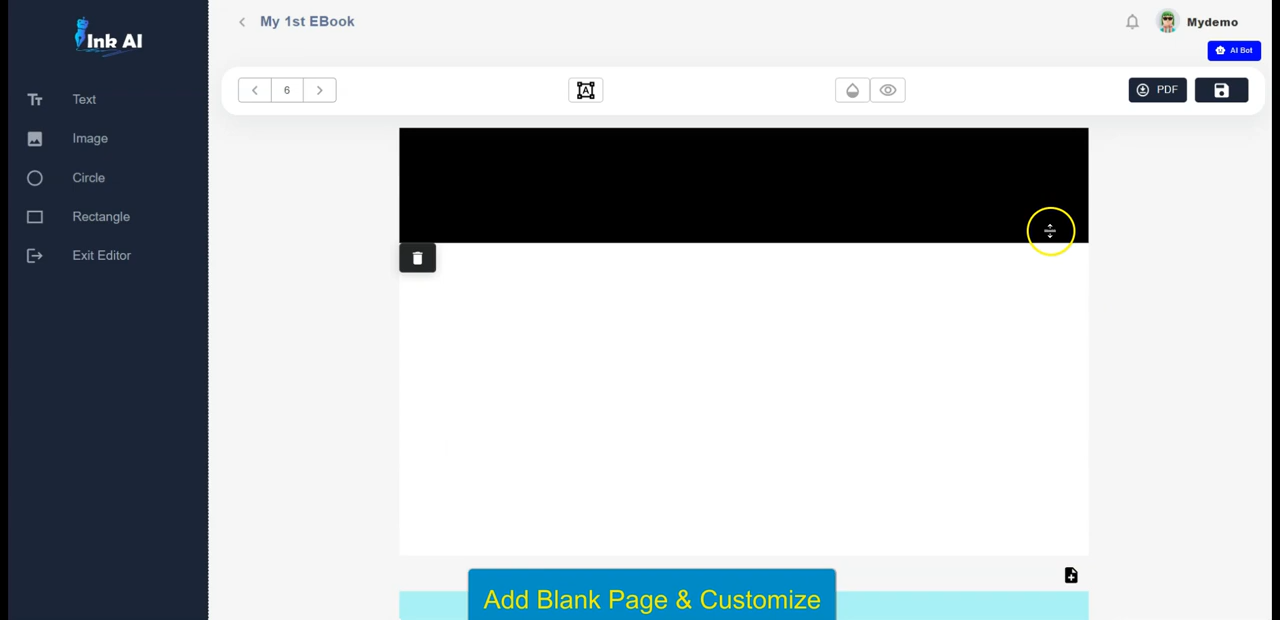 Ink AI
My 1st EBook
Mydemo
AI Bot
Text
6
A
PDF
Image
Circle
Rectangle
Exit Editor
Add Blank Page & Customize